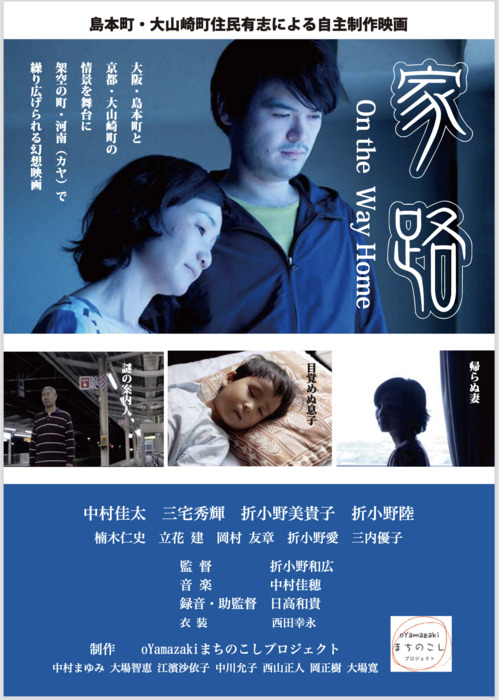 島本町・大山崎町住民有志による自主制作映画
家路
On the Way Home
大阪・島本町と
京都・大山崎町の
情景を舞台に
架空の町・河南（カヤ）で
繰り広げられる幻想映画
謎の案内人、、、
目覚めぬ息子
帰らぬ妻
中村佳太　三宅秀輝　折小野美貴子　折小野陸
楠木仁史　立花 建　岡村 友章　折小野愛　三内優子
監 督　折小野和広
音 楽　中村佳穂
録音・助監督　日高和貴
衣 装　西田幸永
制作　oYamazakiまちのこしプロジェクト
中村まゆみ 大場智恵 江濱沙依子 中川允子 西山正人 岡正樹 大場寛
oYamazaki
まちのこし
プロジェクト